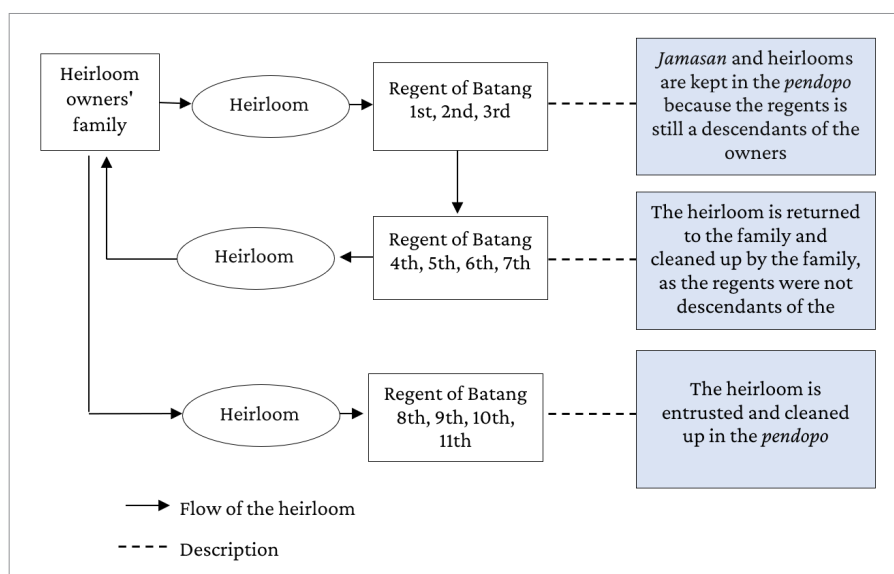 Heirloom
owners'
family
Heirloom
Regent of Batang
1st, 2nd, 3rd
Jamasan and heirlooms
are kept in the pendopo
because the regents is
still a descendants of the
owners
Heirloom
Regent of Batang
4th, 5th, 6th, 7th
The heirloom is returned
to the family and
cleaned up by the family,
as the regents were not
descendants of the
Heirloom
Regent of Batang
8th, 9th, 10th,
11th
The heirloom is
entrusted and cleaned
up in the pendopo
Flow of the heirloom
Description